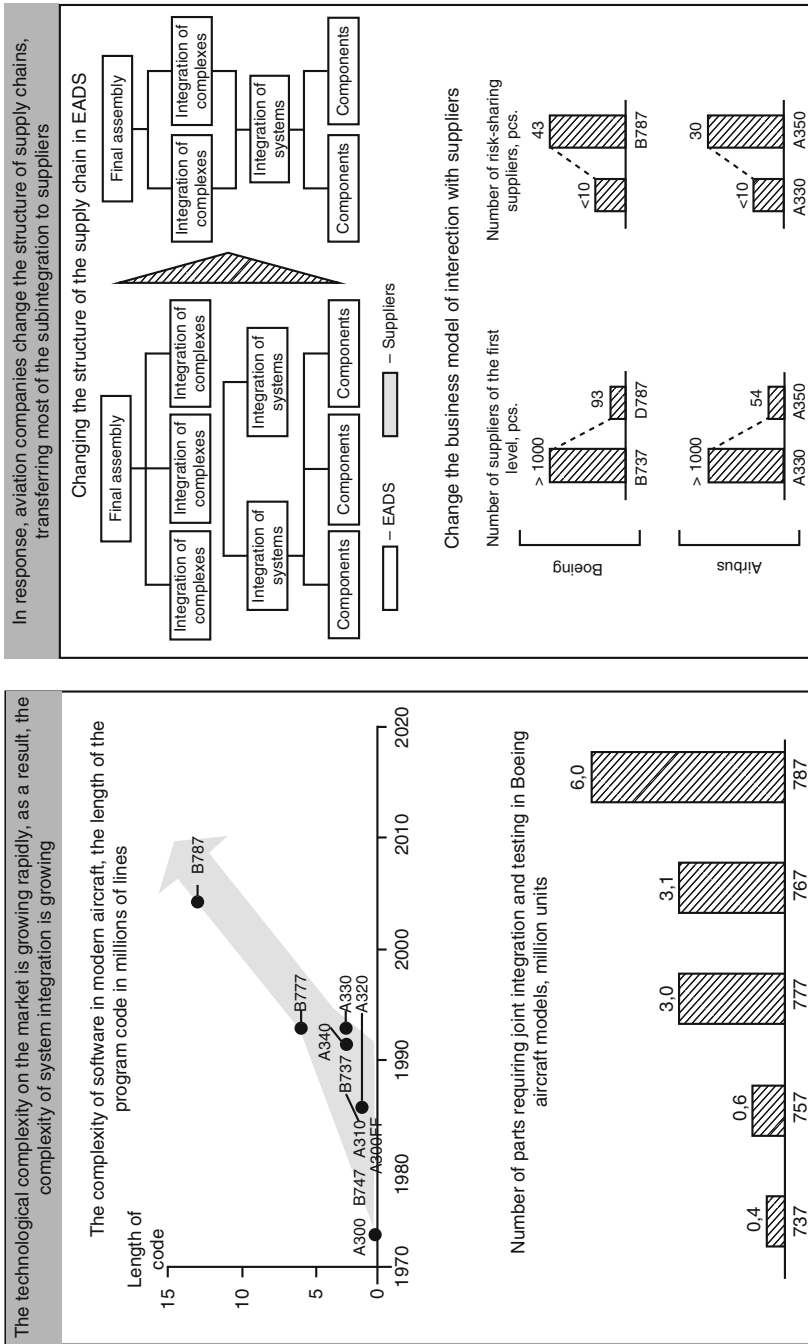 The technological complexity on the market is growing rapidly, as a result, the
complexity of system integration is growing
The complexity of software in modern aircraft, the length of the
program code in millions of lines
Length of
code
15
10
5
0
1970
1980
1990
2000
2010
2020
A300
B747
A310
A300FF
B737
A340
A320
A330
B777
B787
Number of parts requiring joint integration and testing in Boeing
aircraft models, million units
0,4
0,6
3,0
3,1
6,0
737
757
777
767
787
In response, aviation companies change the structure of supply chains,
transferring most of the subintegration to suppliers
Changing the structure of the supply chain in EADS
Final assembly
Integration of
complexes
Integration of
complexes
Integration of
complexes
Integration of
systems
Integration of
systems
Components
Components
Components
Final assembly
Integration of
complexes
Integration of
complexes
Integration of
systems
Components
Components
– EADS
– Suppliers
Change the business model of interection with suppliers
Number of suppliers of the first
level, pcs.
Number of risk-sharing
suppliers, pcs.
Boeing
> 1000
93
B737
D787
<10
43
B787
Airbus
> 1000
54
A330
A350
<10
30
A330
A350